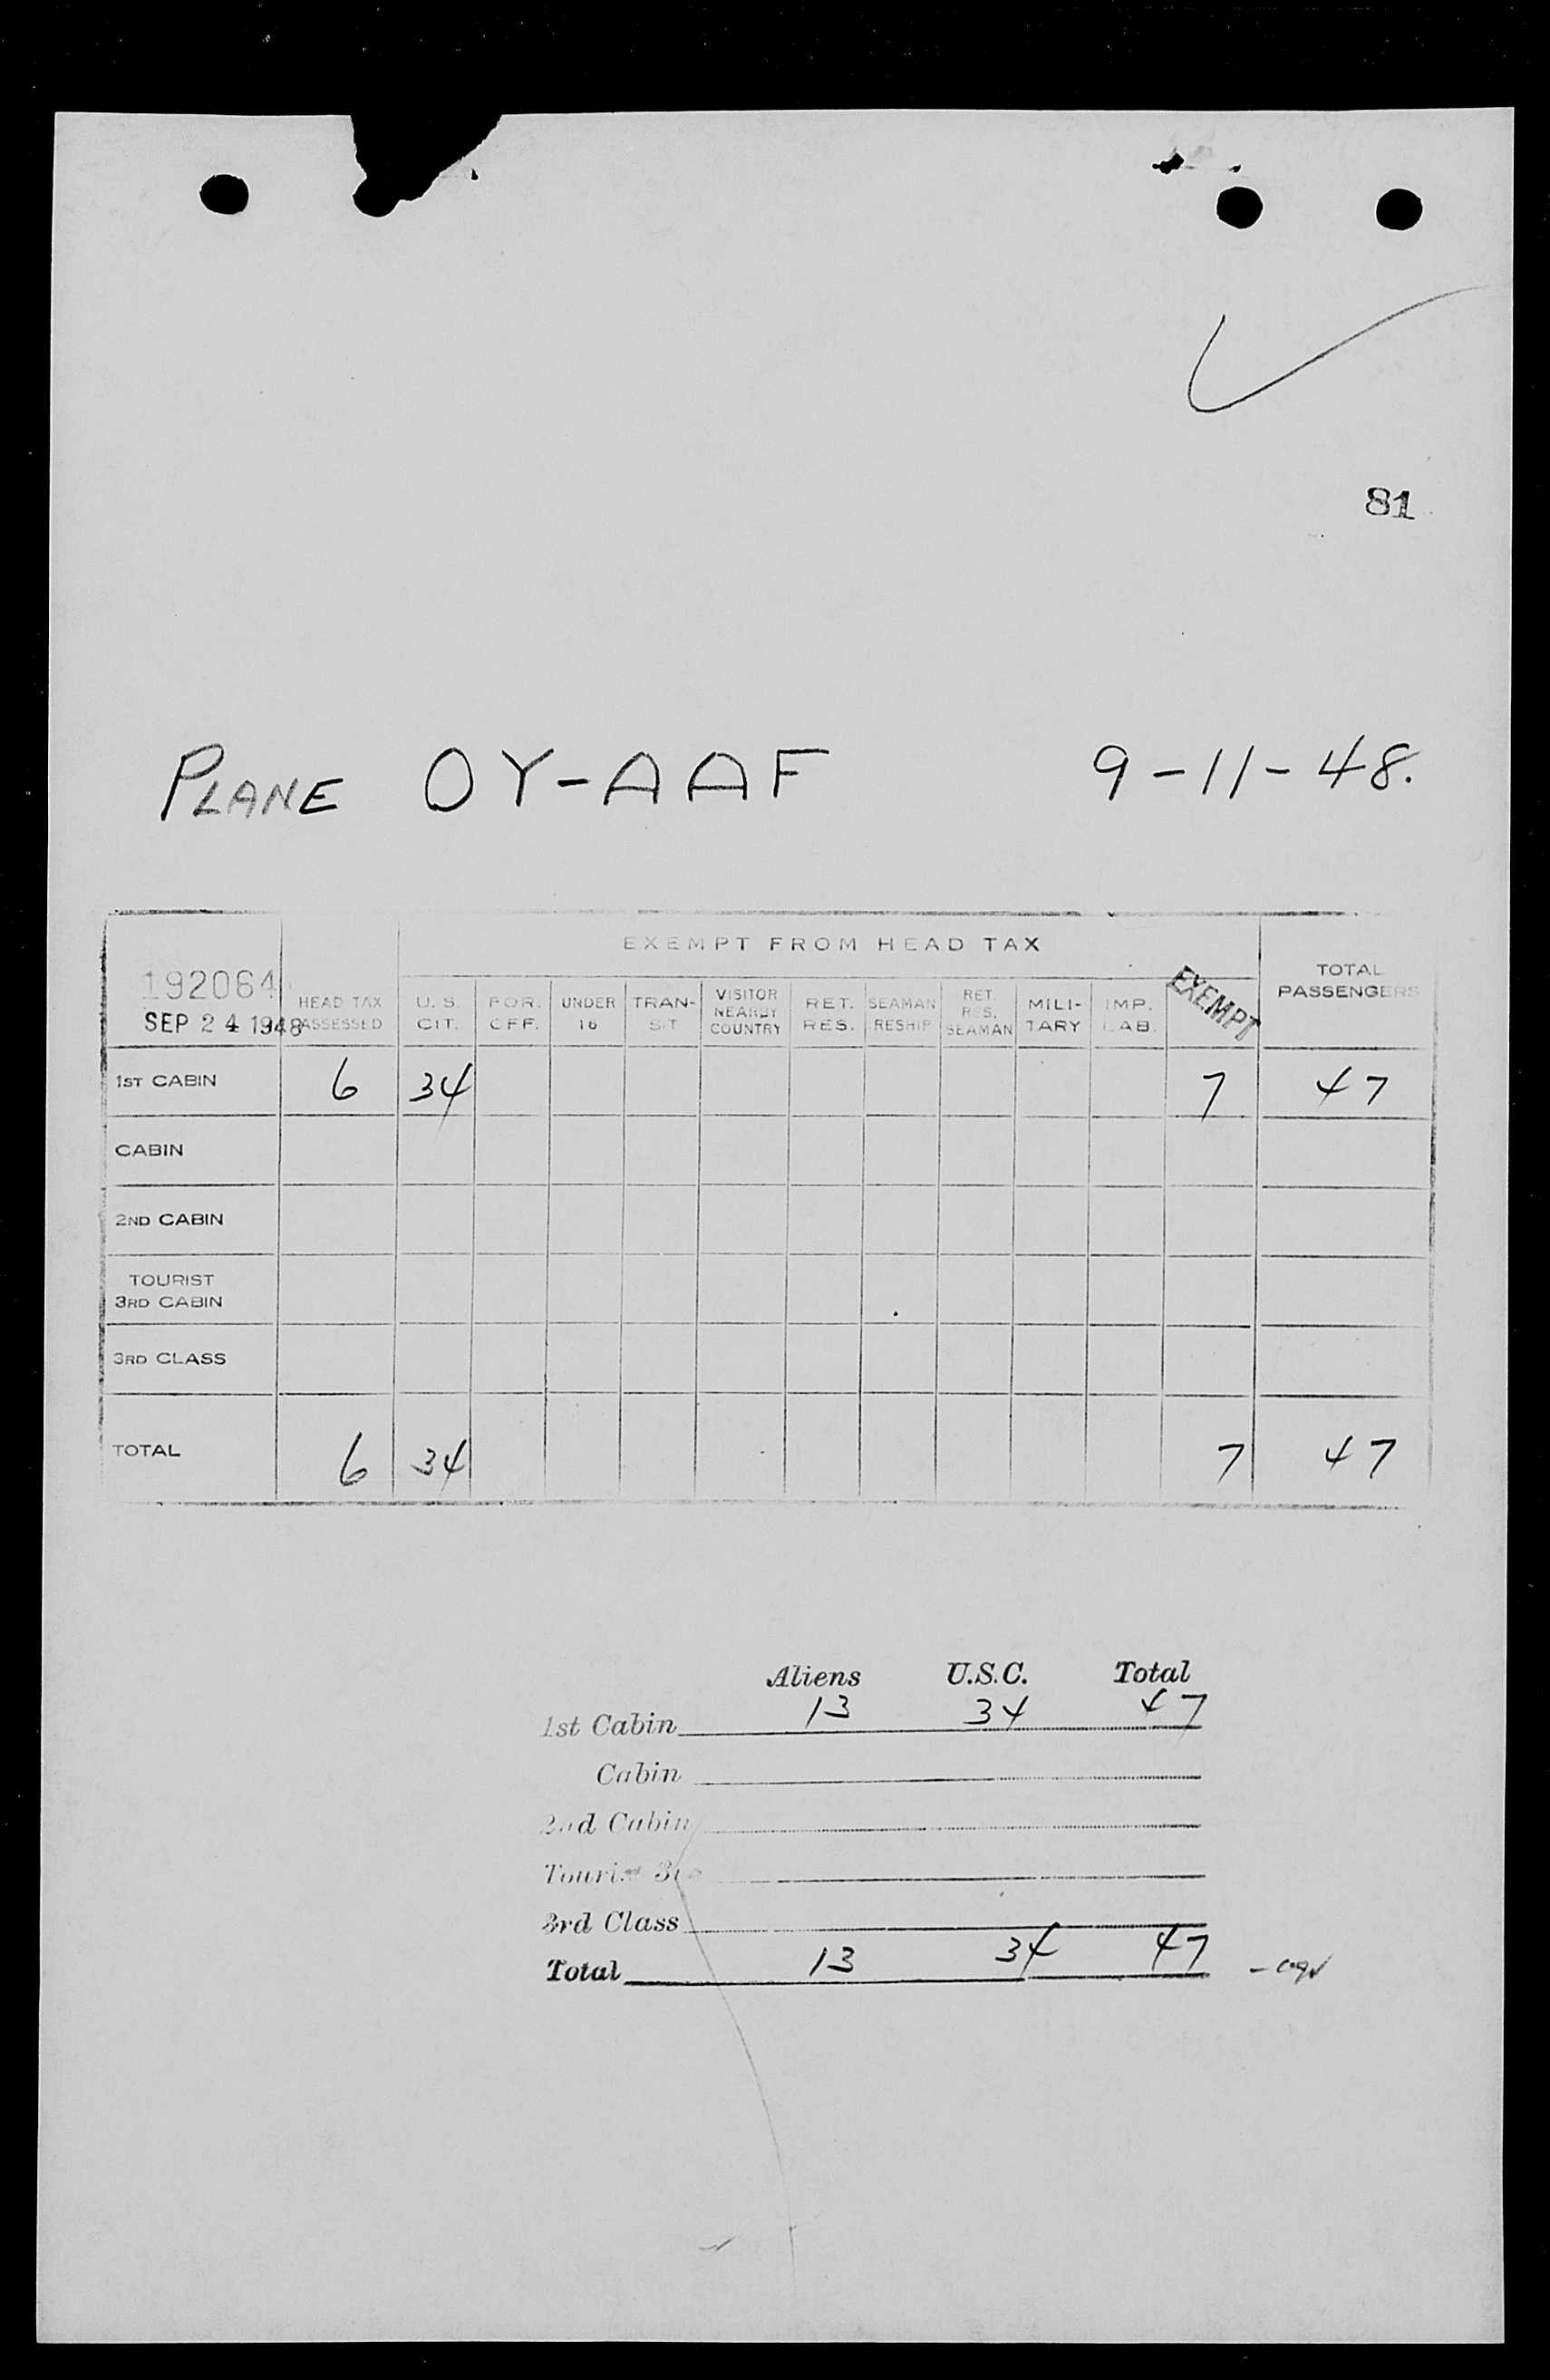 81
PLANE OY-AAF 9-11-48.
EXEMPT FROM HEAD TAX
192064 SEP 24 1948 HEAD TAX ASSESSED U. S. CIT. FOR. OFF. UNDER 16 TRANSIT VISITOR NEARBY COUNTRY RET. RES. SEAMAN RESHIP RET. RES. SEAMAN MILI-TARY IMP. LAB. EXEMPT TOTAL PASSENGERS
1ST CABIN 6 34 7 47
CABIN
2ND CABIN
TOURIST
3RD CABIN
3RD CLASS
TOTAL 6 34 7 47
Aliens U.S.C. Total
1st Cabin 13 34 47
Cabin
2nd Cabin
Tourist 3rd
3rd Class
Total 13 34 47